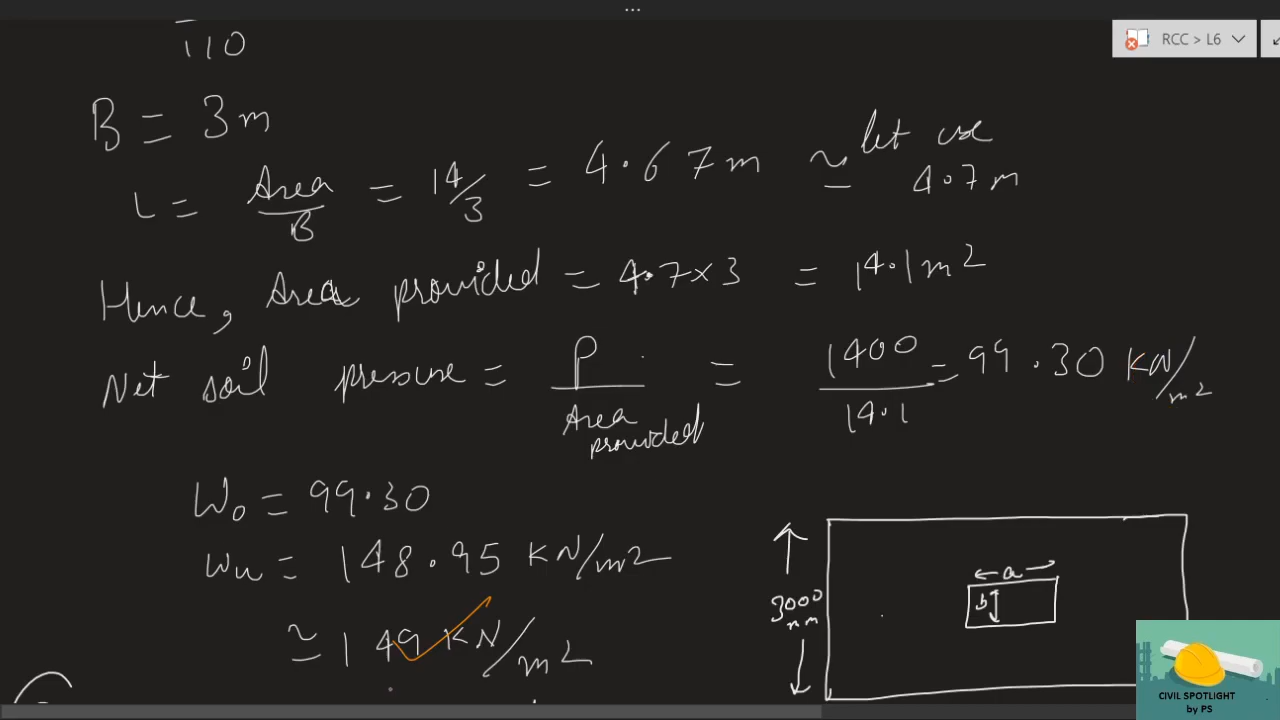 ...
110
RCC > L6
B = 3m
L = Area/B = 14/3 = 4.67m ≃ let use 4.7m
Hence, Area provided = 4.7×3 = 14.1m2
Net soil pressure = P/Area provided = 1400/14.1 = 99.30 KN/m2
Wo = 99.30
wu = 148.95 KN/m2
≃ 149 KN/m2
a
b
3000 mm
CIVIL SPOTLIGHT
by PS